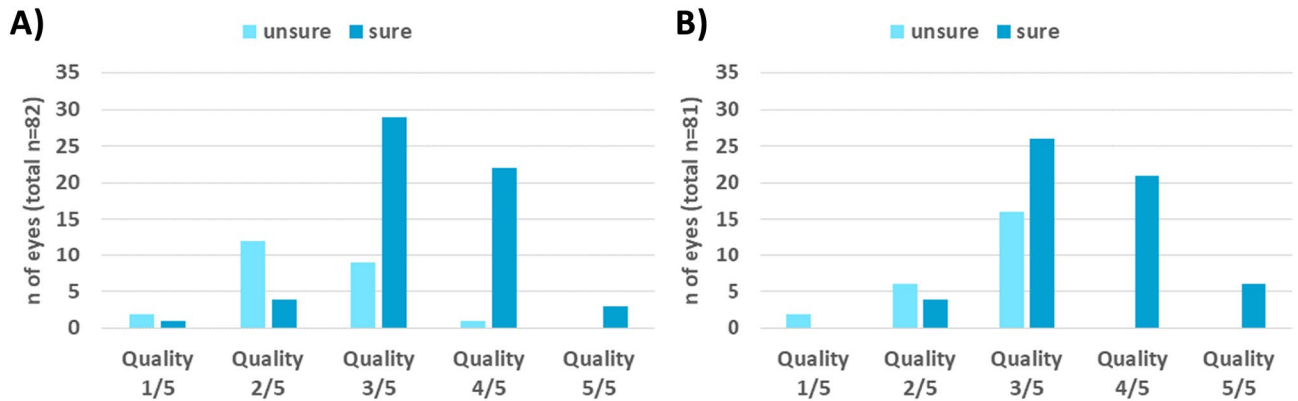 A)
unsure sure
n of eyes (total n=82)
35
30
25
20
15
10
5
0
Quality 1/5
Quality 2/5
Quality 3/5
Quality 4/5
Quality 5/5
B)
unsure sure
n of eyes (total n=81)
35
30
25
20
15
10
5
0
Quality 1/5
Quality 2/5
Quality 3/5
Quality 4/5
Quality 5/5